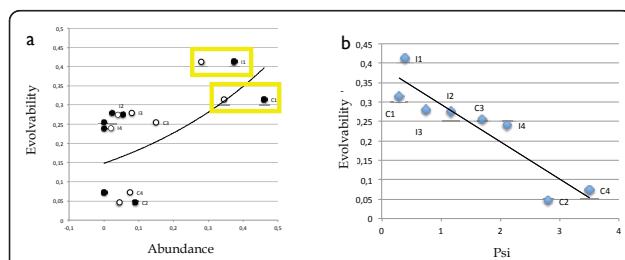 a
0,5
0,45
0,4
0,35
0,3
0,25
0,2
0,15
0,1
0,05
0
Evolvability
I1
C1
I2
I3
C3
I4
C4
C2
-0,1 0 0,1 0,2 0,3 0,4 0,5
Abundance
b
0,45
0,4
0,35
0,3
0,25
0,2
0,15
0,1
0,05
0
Evolvability
I1
C1
I3
I2
C3
I4
C2
C4
0 1 2 3 4
Psi